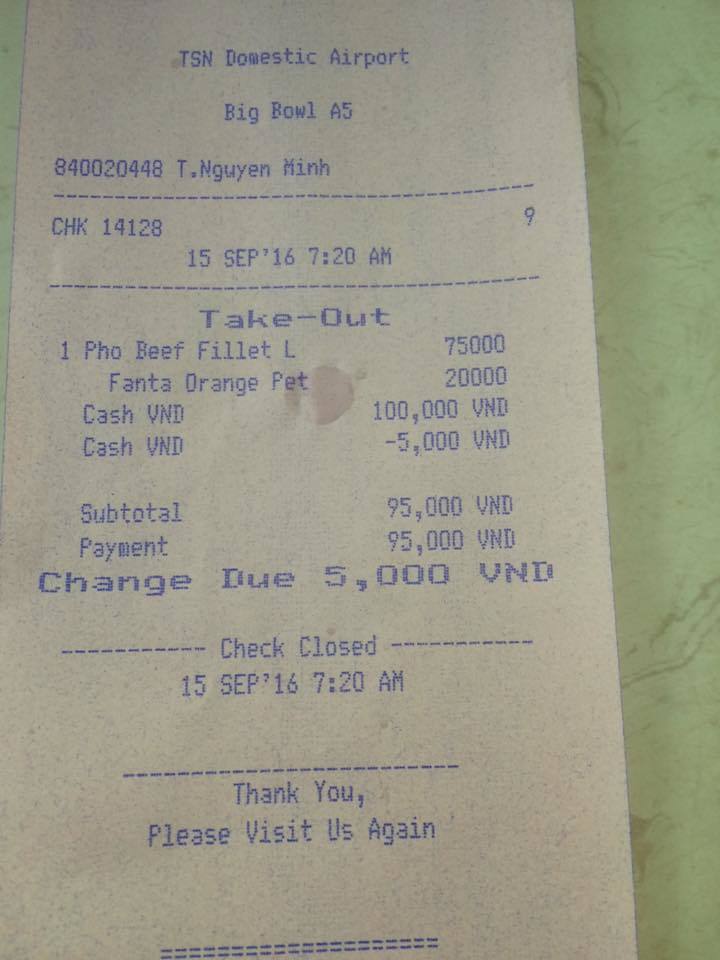 TSN Domestic Airport
Big Bowl A5
840020448 T.Nguyen Minh
CHK 14128 9
15 SEP'16 7:20 AM
Take-Out
1 Pho Beef Fillet L 75000
Fanta Orange Pet 20000
Cash VND 100,000 VND
Cash VND -5,000 VND
Subtotal 95,000 VND
Payment 95,000 VND
Change Due 5,000 VND
----------- Check Closed -----------
15 SEP'16 7:20 AM
Thank You,
Please Visit Us Again